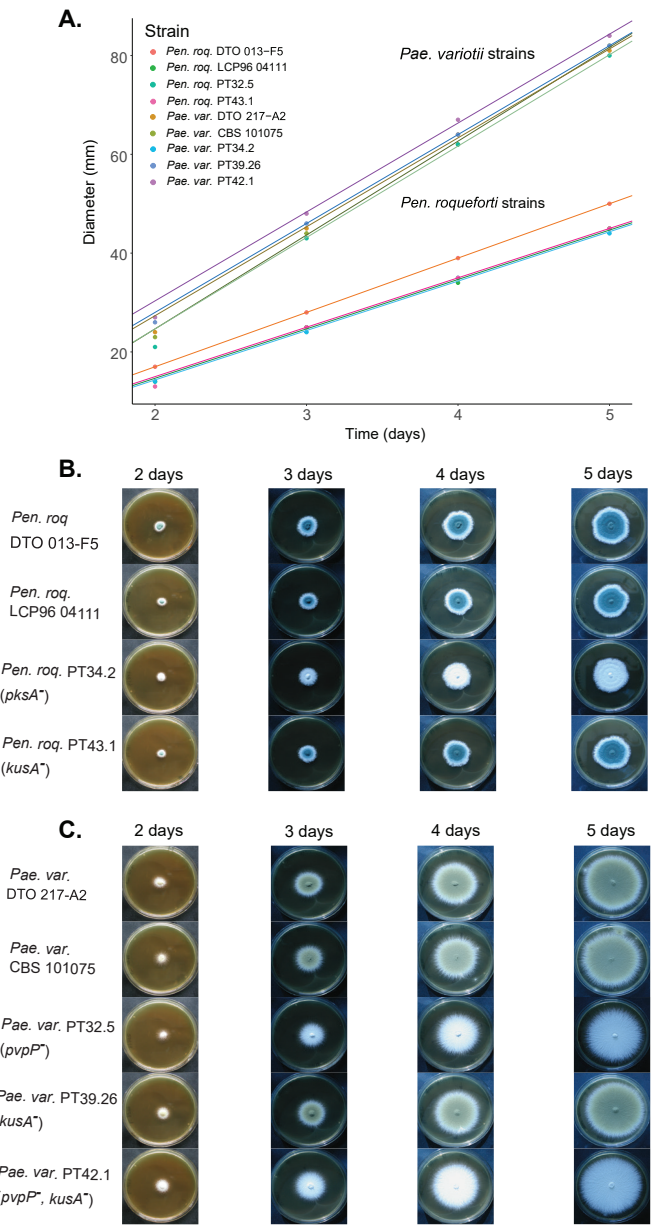 A.
Strain
Pen. roq. DTO 013−F5
Pen. roq. LCP96 04111
Pen. roq. PT32.5
Pen. roq. PT43.1
Pae. var. DTO 217−A2
Pae. var. CBS 101075
Pae. var. PT34.2
Pae. var. PT39.26
Pae. var. PT42.1
Pae. variotii strains
Pen. roqueforti strains
Diameter (mm)
80
60
40
20
2 3 4 5
Time (days)
B.
2 days 3 days 4 days 5 days
Pen. roq
DTO 013-F5
Pen. roq.
LCP96 04111
Pen. roq. PT34.2
(pksA-)
Pen. roq. PT43.1
(kusA-)
C.
2 days 3 days 4 days 5 days
Pae. var.
DTO 217-A2
Pae. var.
CBS 101075
Pae. var. PT32.5
(pvpP-)
Pae. var. PT39.26
kusA-)
Pae. var. PT42.1
pvpP-, kusA-)